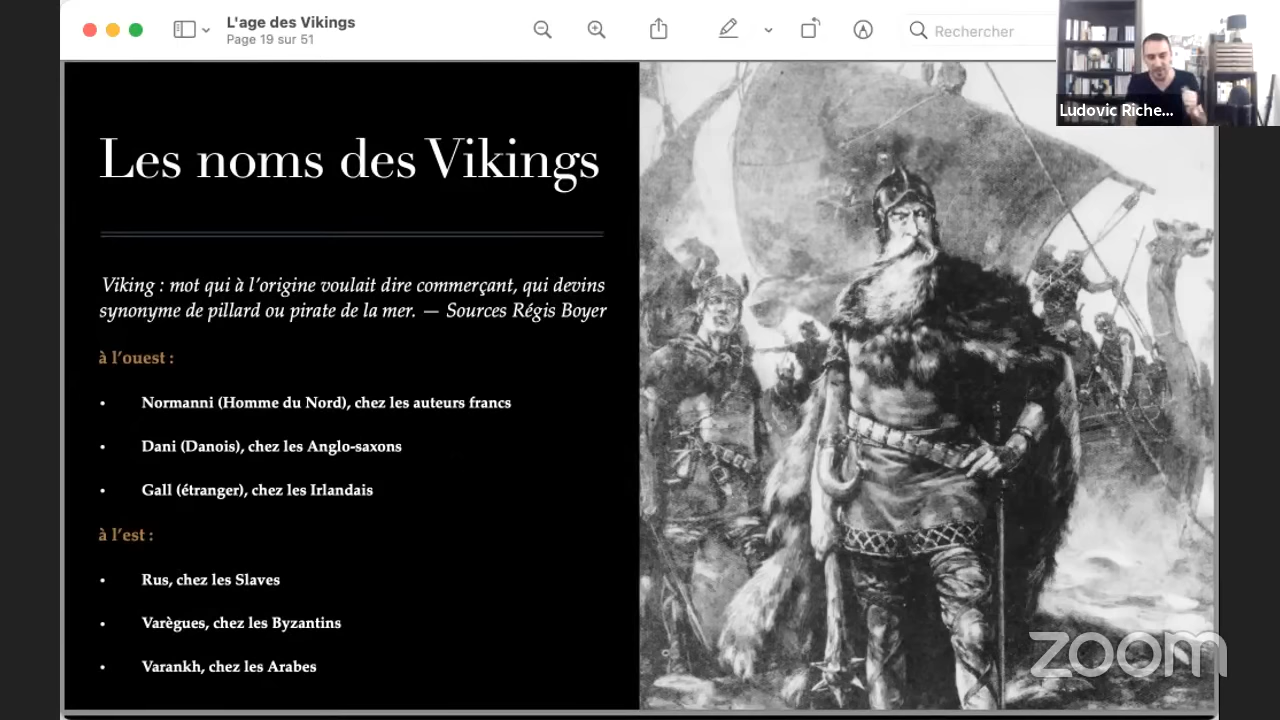 L'age des Vikings
Page 19 sur 51
Rechercher
Ludovic Riche...
Les noms des Vikings
Viking : mot qui à l'origine voulait dire commerçant, qui devins
synonyme de pillard ou pirate de la mer. — Sources Régis Boyer
à l'ouest :
• Normanni (Homme du Nord), chez les auteurs francs
• Dani (Danois), chez les Anglo-saxons
• Gall (étranger), chez les Irlandais
à l'est :
• Rus, chez les Slaves
• Varègues, chez les Byzantins
• Varankh, chez les Arabes
zoom